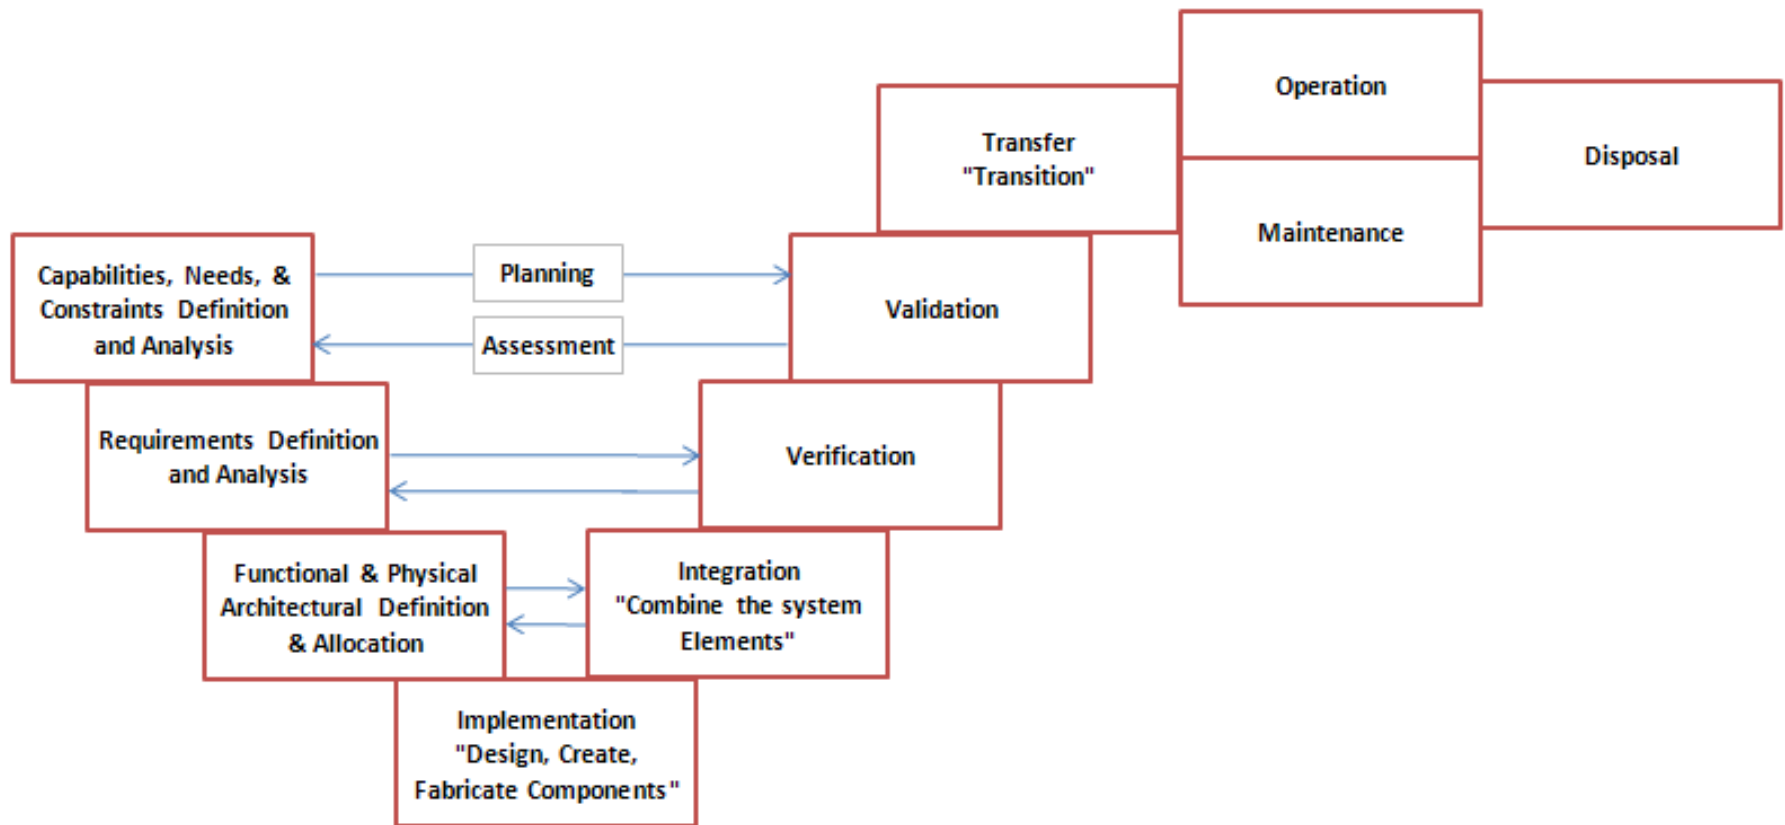 Operation
Transfer
"Transition"
Disposal
Maintenance
Capabilities, Needs, &
Constraints Definition
and Analysis
Planning
Assessment
Validation
Requirements Definition
and Analysis
Verification
Functional & Physical
Architectural Definition
& Allocation
Integration
"Combine the system
Elements"
Implementation
"Design, Create,
Fabricate Components"